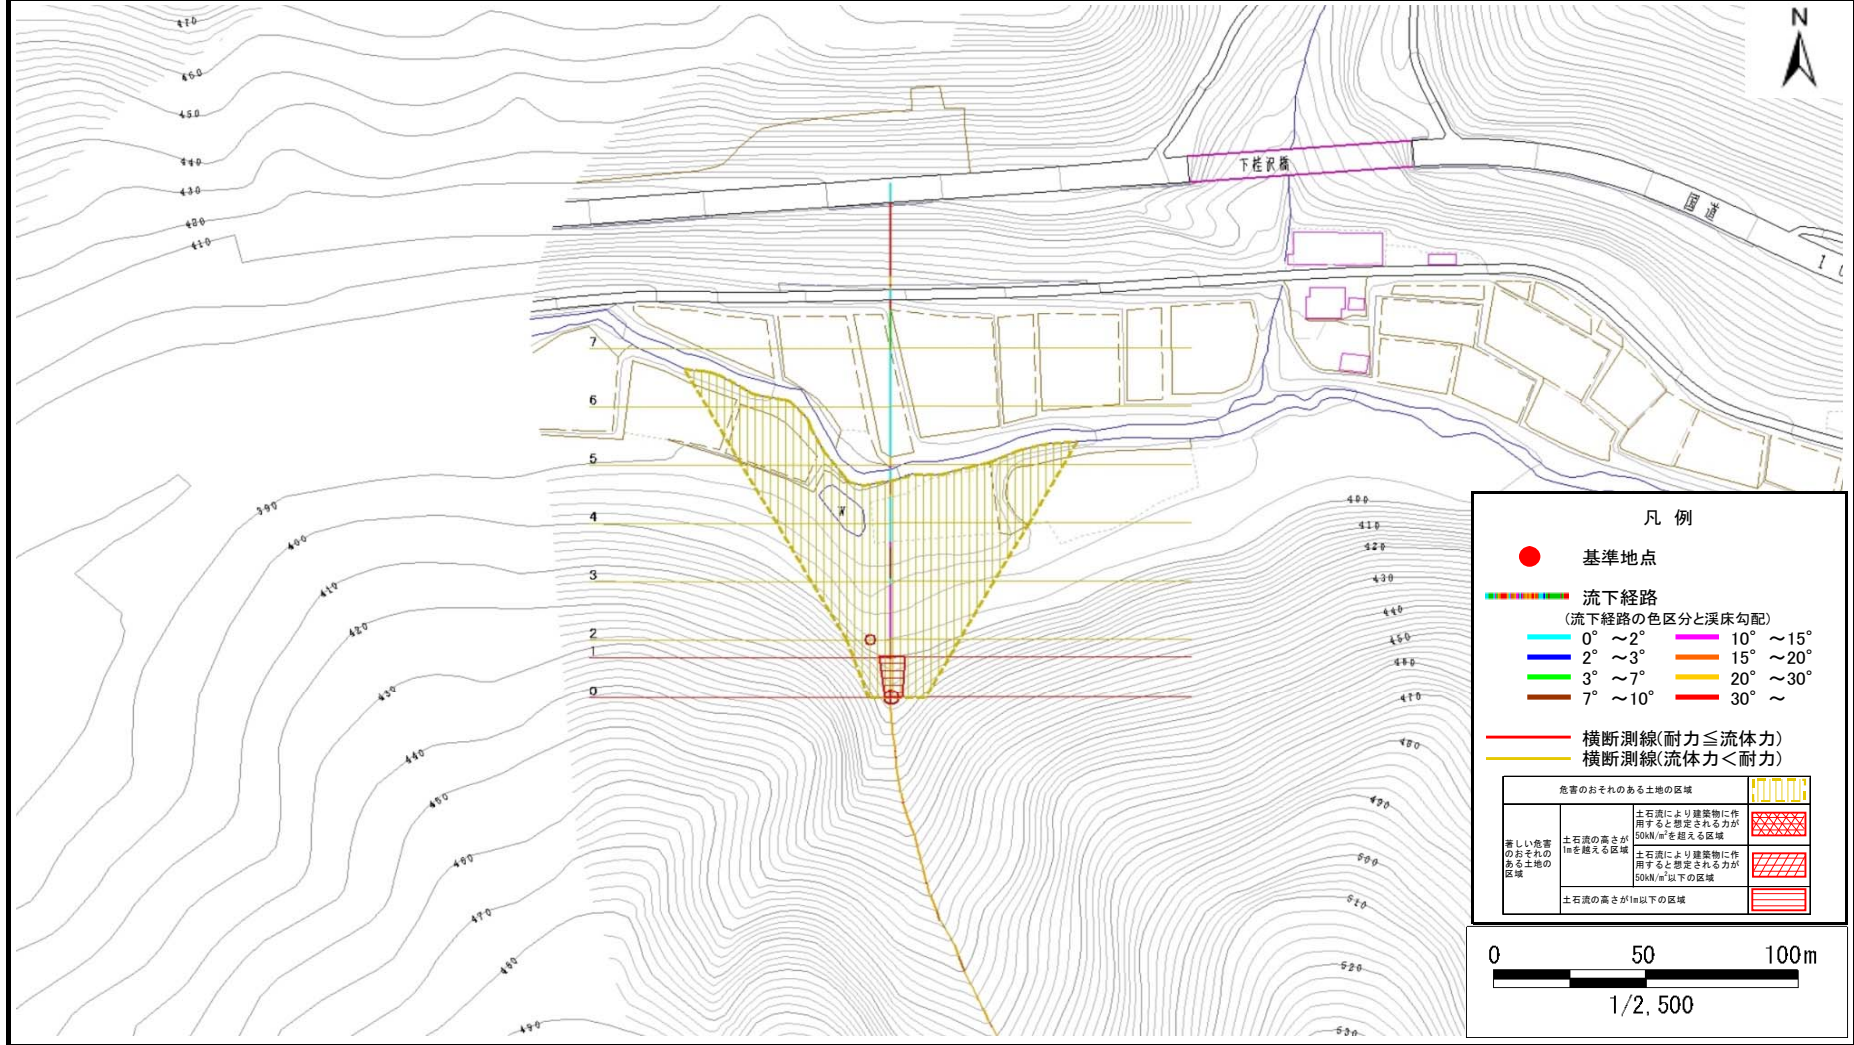 N
470
460
450
440
430
420
410
下桂沢橋
国道
1
7
6
5
4
3
2
1
0
390
400
410
420
430
440
450
460
470
480
490
400
410
420
430
440
450
460
470
480
490
500
510
520
530
凡 例
基準地点
流下経路
(流下経路の色区分と渓床勾配)
0° ～2° 10° ～15°
2° ～3° 15° ～20°
3° ～7° 20° ～30°
7° ～10° 30° ～
横断測線(耐力≦流体力)
横断測線(流体力＜耐力)
危害のおそれのある土地の区域
著しい危害
のおそれの
ある土地の
区域
土石流の高さが
1mを越える区域
土石流により建築物に作
用すると想定される力が
50kN/m²を超える区域
土石流により建築物に作
用すると想定される力が
50kN/m²以下の区域
土石流の高さが1m以下の区域
0 50 100m
1/2,500